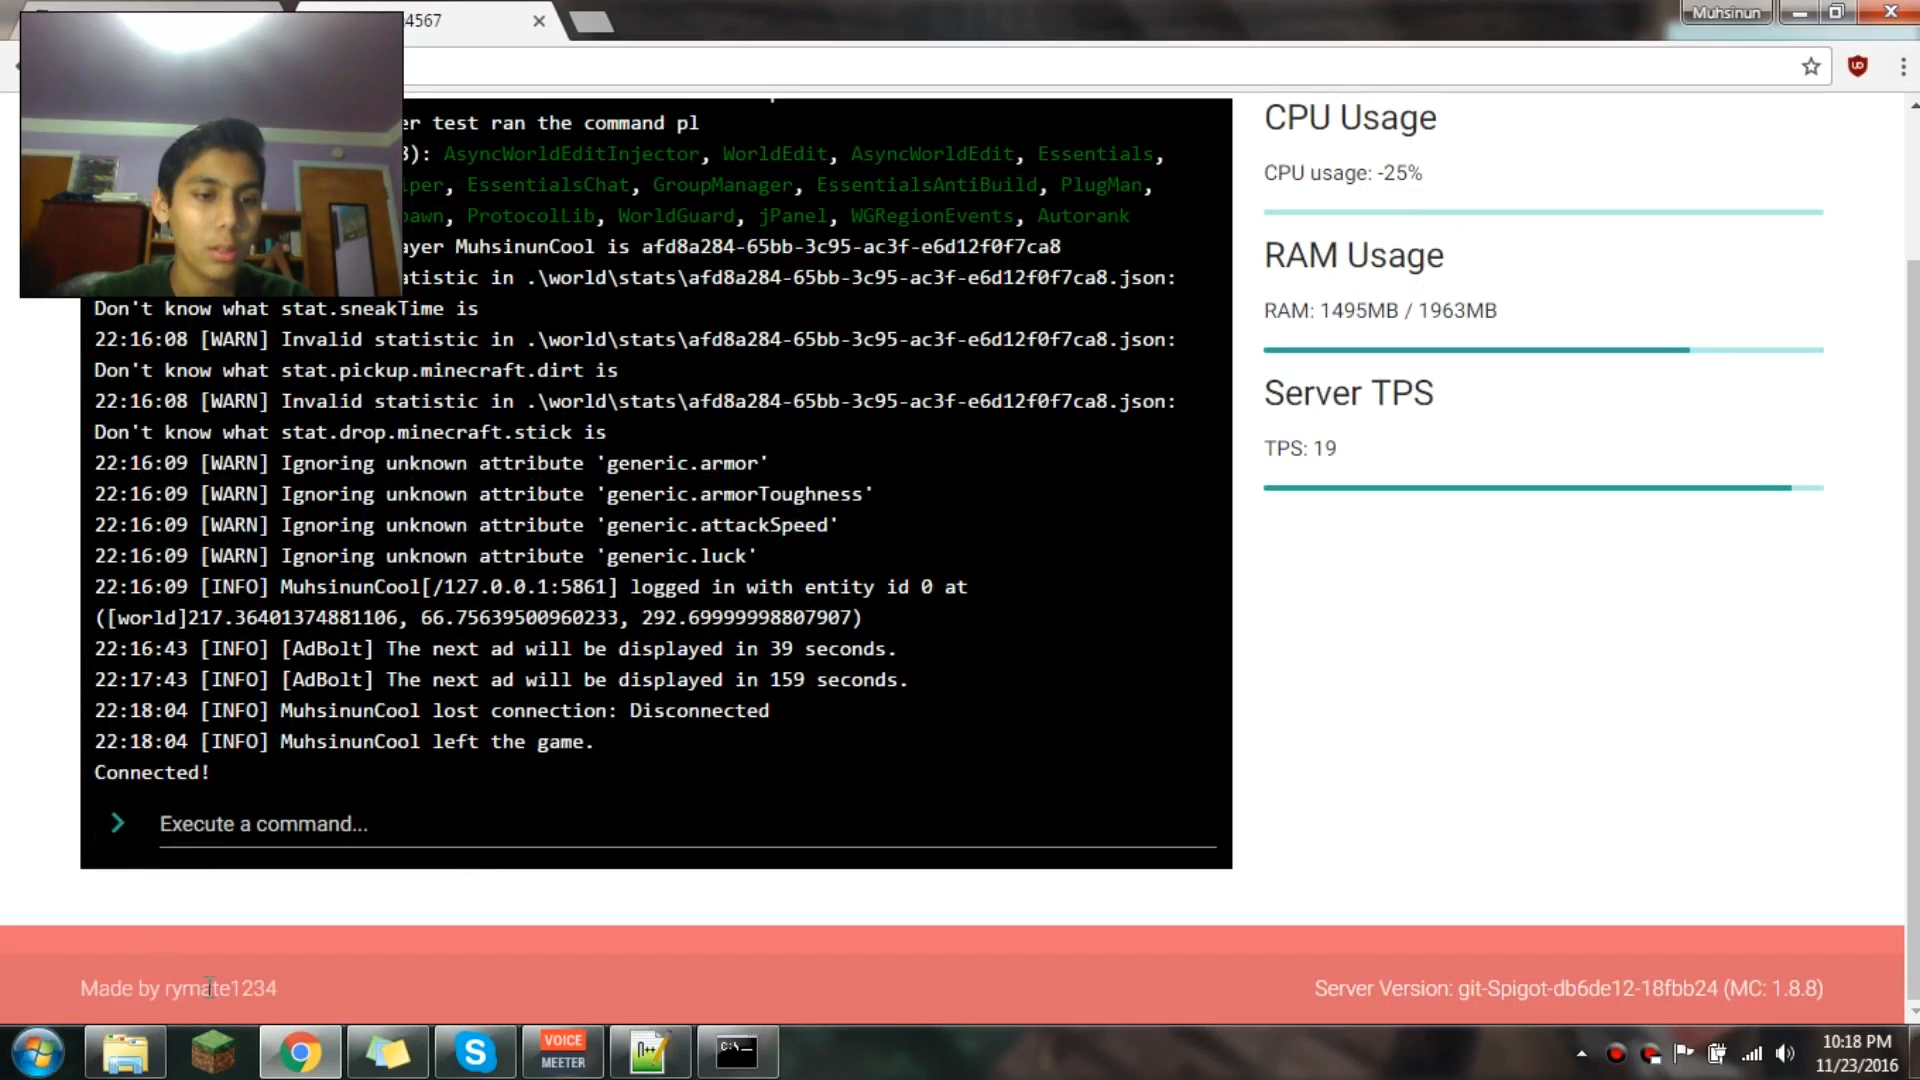 4567
Muhsinun
er test ran the command pl
): AsyncWorldEditInjector, WorldEdit, AsyncWorldEdit, Essentials,
per, EssentialsChat, GroupManager, EssentialsAntiBuild, PlugMan,
awn, ProtocolLib, WorldGuard, jPanel, WGRegionEvents, Autorank
ayer MuhsinunCool is afd8a284-65bb-3c95-ac3f-e6d12f0f7ca8
atistic in .\world\stats\afd8a284-65bb-3c95-ac3f-e6d12f0f7ca8.json:
Don't know what stat.sneakTime is
22:16:08 [WARN] Invalid statistic in .\world\stats\afd8a284-65bb-3c95-ac3f-e6d12f0f7ca8.json:
Don't know what stat.pickup.minecraft.dirt is
22:16:08 [WARN] Invalid statistic in .\world\stats\afd8a284-65bb-3c95-ac3f-e6d12f0f7ca8.json:
Don't know what stat.drop.minecraft.stick is
22:16:09 [WARN] Ignoring unknown attribute 'generic.armor'
22:16:09 [WARN] Ignoring unknown attribute 'generic.armorToughness'
22:16:09 [WARN] Ignoring unknown attribute 'generic.attackSpeed'
22:16:09 [WARN] Ignoring unknown attribute 'generic.luck'
22:16:09 [INFO] MuhsinunCool[/127.0.0.1:5861] logged in with entity id 0 at
([world]217.36401374881106, 66.75639500960233, 292.69999998807907)
22:16:43 [INFO] [AdBolt] The next ad will be displayed in 39 seconds.
22:17:43 [INFO] [AdBolt] The next ad will be displayed in 159 seconds.
22:18:04 [INFO] MuhsinunCool lost connection: Disconnected
22:18:04 [INFO] MuhsinunCool left the game.
Connected!
Execute a command...
CPU Usage
CPU usage: -25%
RAM Usage
RAM: 1495MB / 1963MB
Server TPS
TPS: 19
Made by rymate1234
Server Version: git-Spigot-db6de12-18fbb24 (MC: 1.8.8)
VOICE
MEETER
10:18 PM
11/23/2016